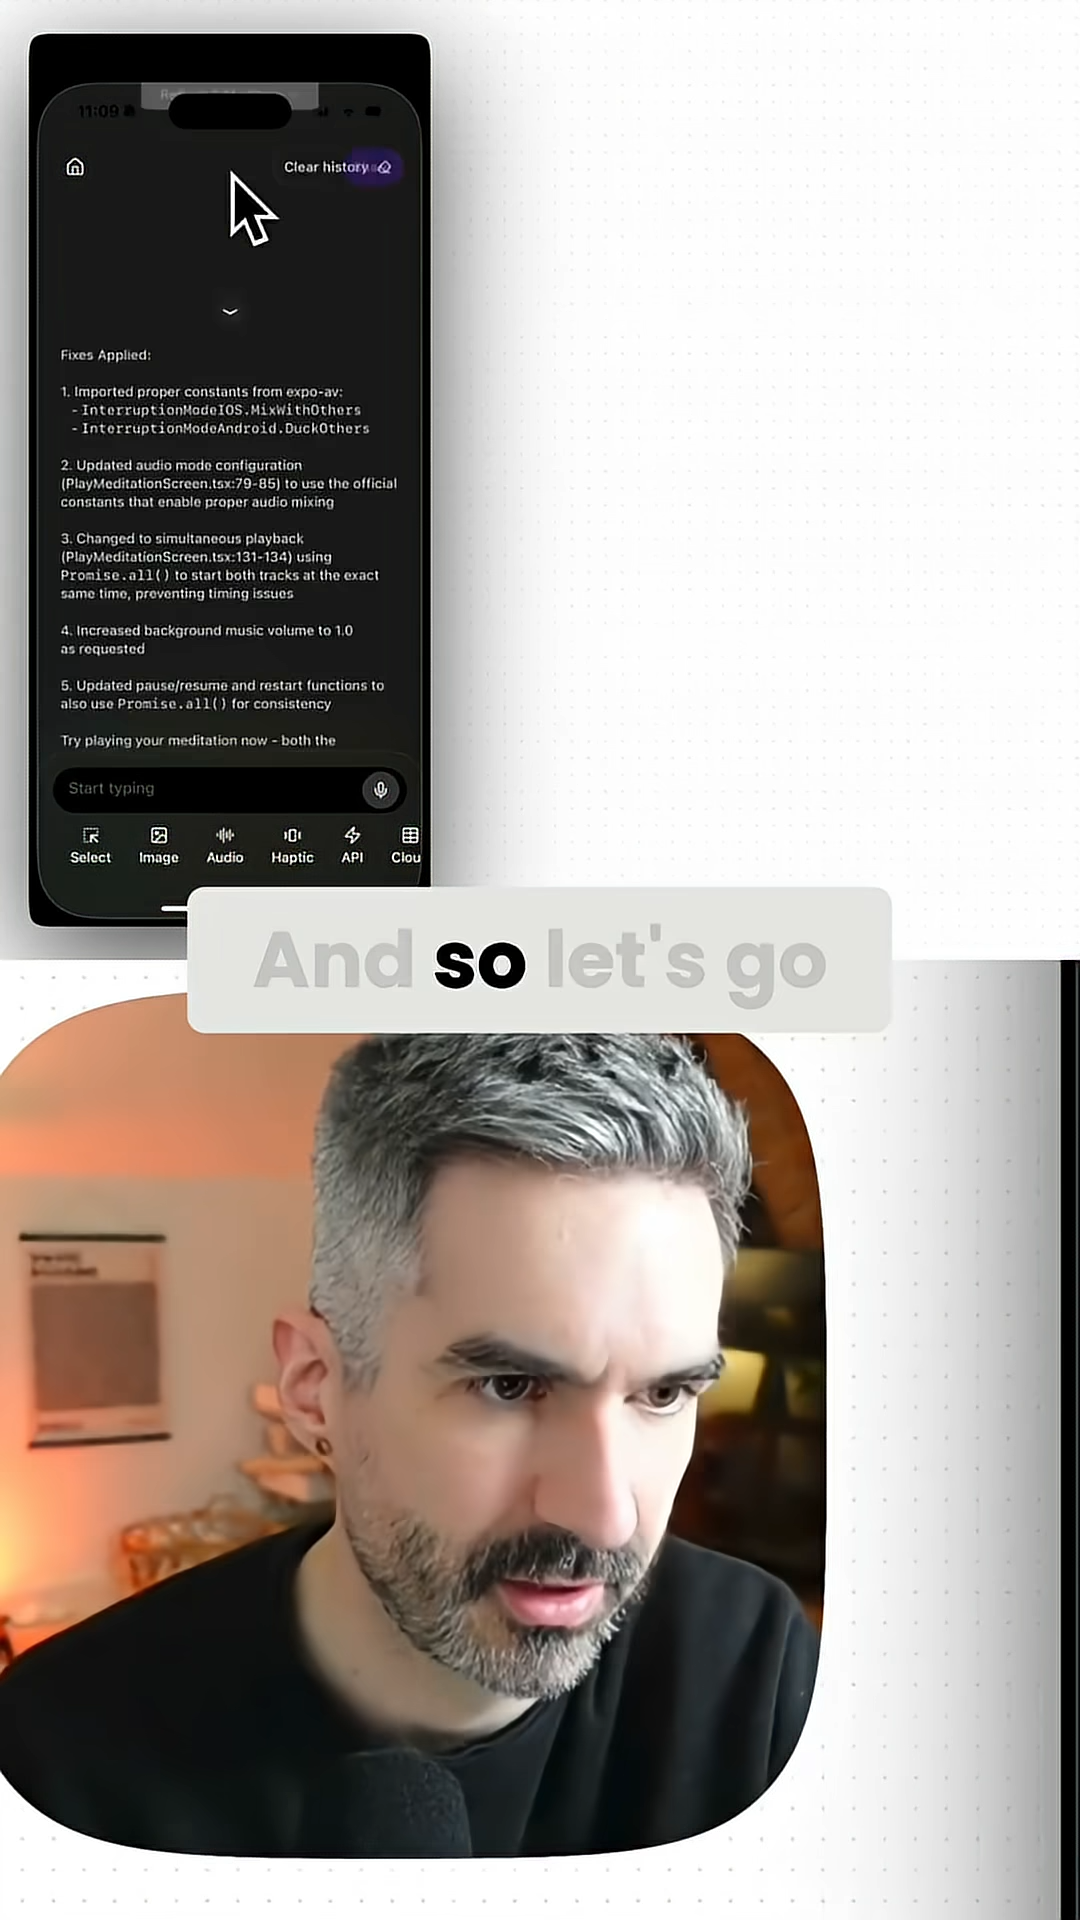 11:09
Clear history
Fixes Applied:
1. Imported proper constants from expo-av:
- InterruptionModeIOS.MixWithOthers
- InterruptionModeAndroid.DuckOthers
2. Updated audio mode configuration
(PlayMeditationScreen.tsx:79-85) to use the official
constants that enable proper audio mixing
3. Changed to simultaneous playback
(PlayMeditationScreen.tsx:131-134) using
Promise.all() to start both tracks at the exact
same time, preventing timing issues
4. Increased background music volume to 1.0
as requested
5. Updated pause/resume and restart functions to
also use Promise.all() for consistency
Try playing your meditation now - both the
Start typing
Select Image Audio Haptic API Clou
And so let's go